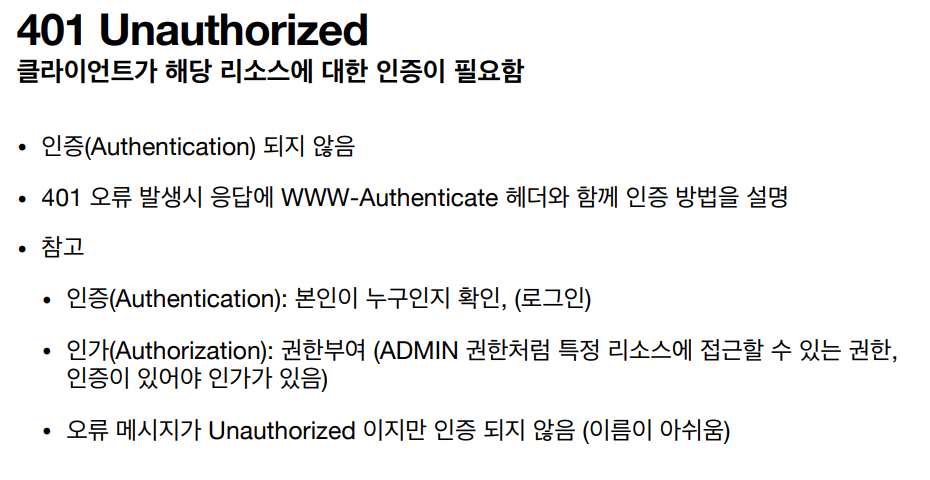 401 Unauthorized
클라이언트가 해당 리소스에 대한 인증이 필요함
• 인증(Authentication) 되지 않음
• 401 오류 발생시 응답에 WWW-Authenticate 헤더와 함께 인증 방법을 설명
• 참고
• 인증(Authentication): 본인이 누구인지 확인, (로그인)
• 인가(Authorization): 권한부여 (ADMIN 권한처럼 특정 리소스에 접근할 수 있는 권한,
인증이 있어야 인가가 있음)
• 오류 메시지가 Unauthorized 이지만 인증 되지 않음 (이름이 아쉬움)